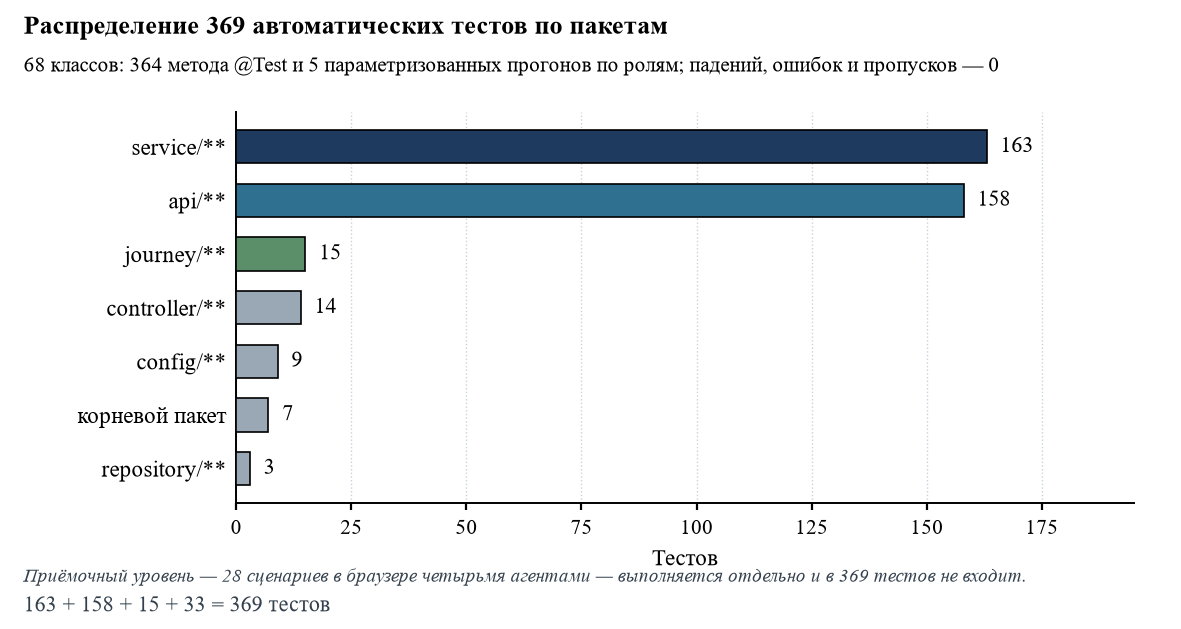 Распределение 369 автоматических тестов по пакетам
68 классов: 364 метода @Test и 5 параметризованных прогонов по ролям; падений, ошибок и пропусков — 0
service/** 163
api/** 158
journey/** 15
controller/** 14
config/** 9
корневой пакет 7
repository/** 3
0 25 50 75 100 125 150 175
Тестов
Приёмочный уровень — 28 сценариев в браузере четырьмя агентами — выполняется отдельно и в 369 тестов не входит.
163 + 158 + 15 + 33 = 369 тестов